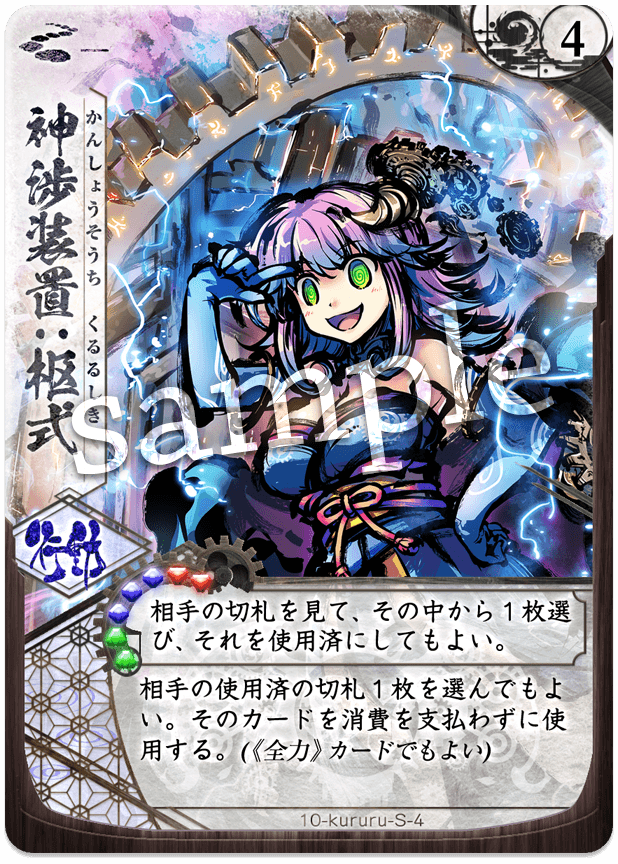 4
神渉装置：枢式
かんしょうそうち くるるしき
行動
sample
相手の切札を見て、その中から１枚選
び、それを使用済にしてもよい。
相手の使用済の切札１枚を選んでもよ
い。そのカードを消費を支払わずに使
用する。(《全力》カードでもよい)
10-kururu-S-4